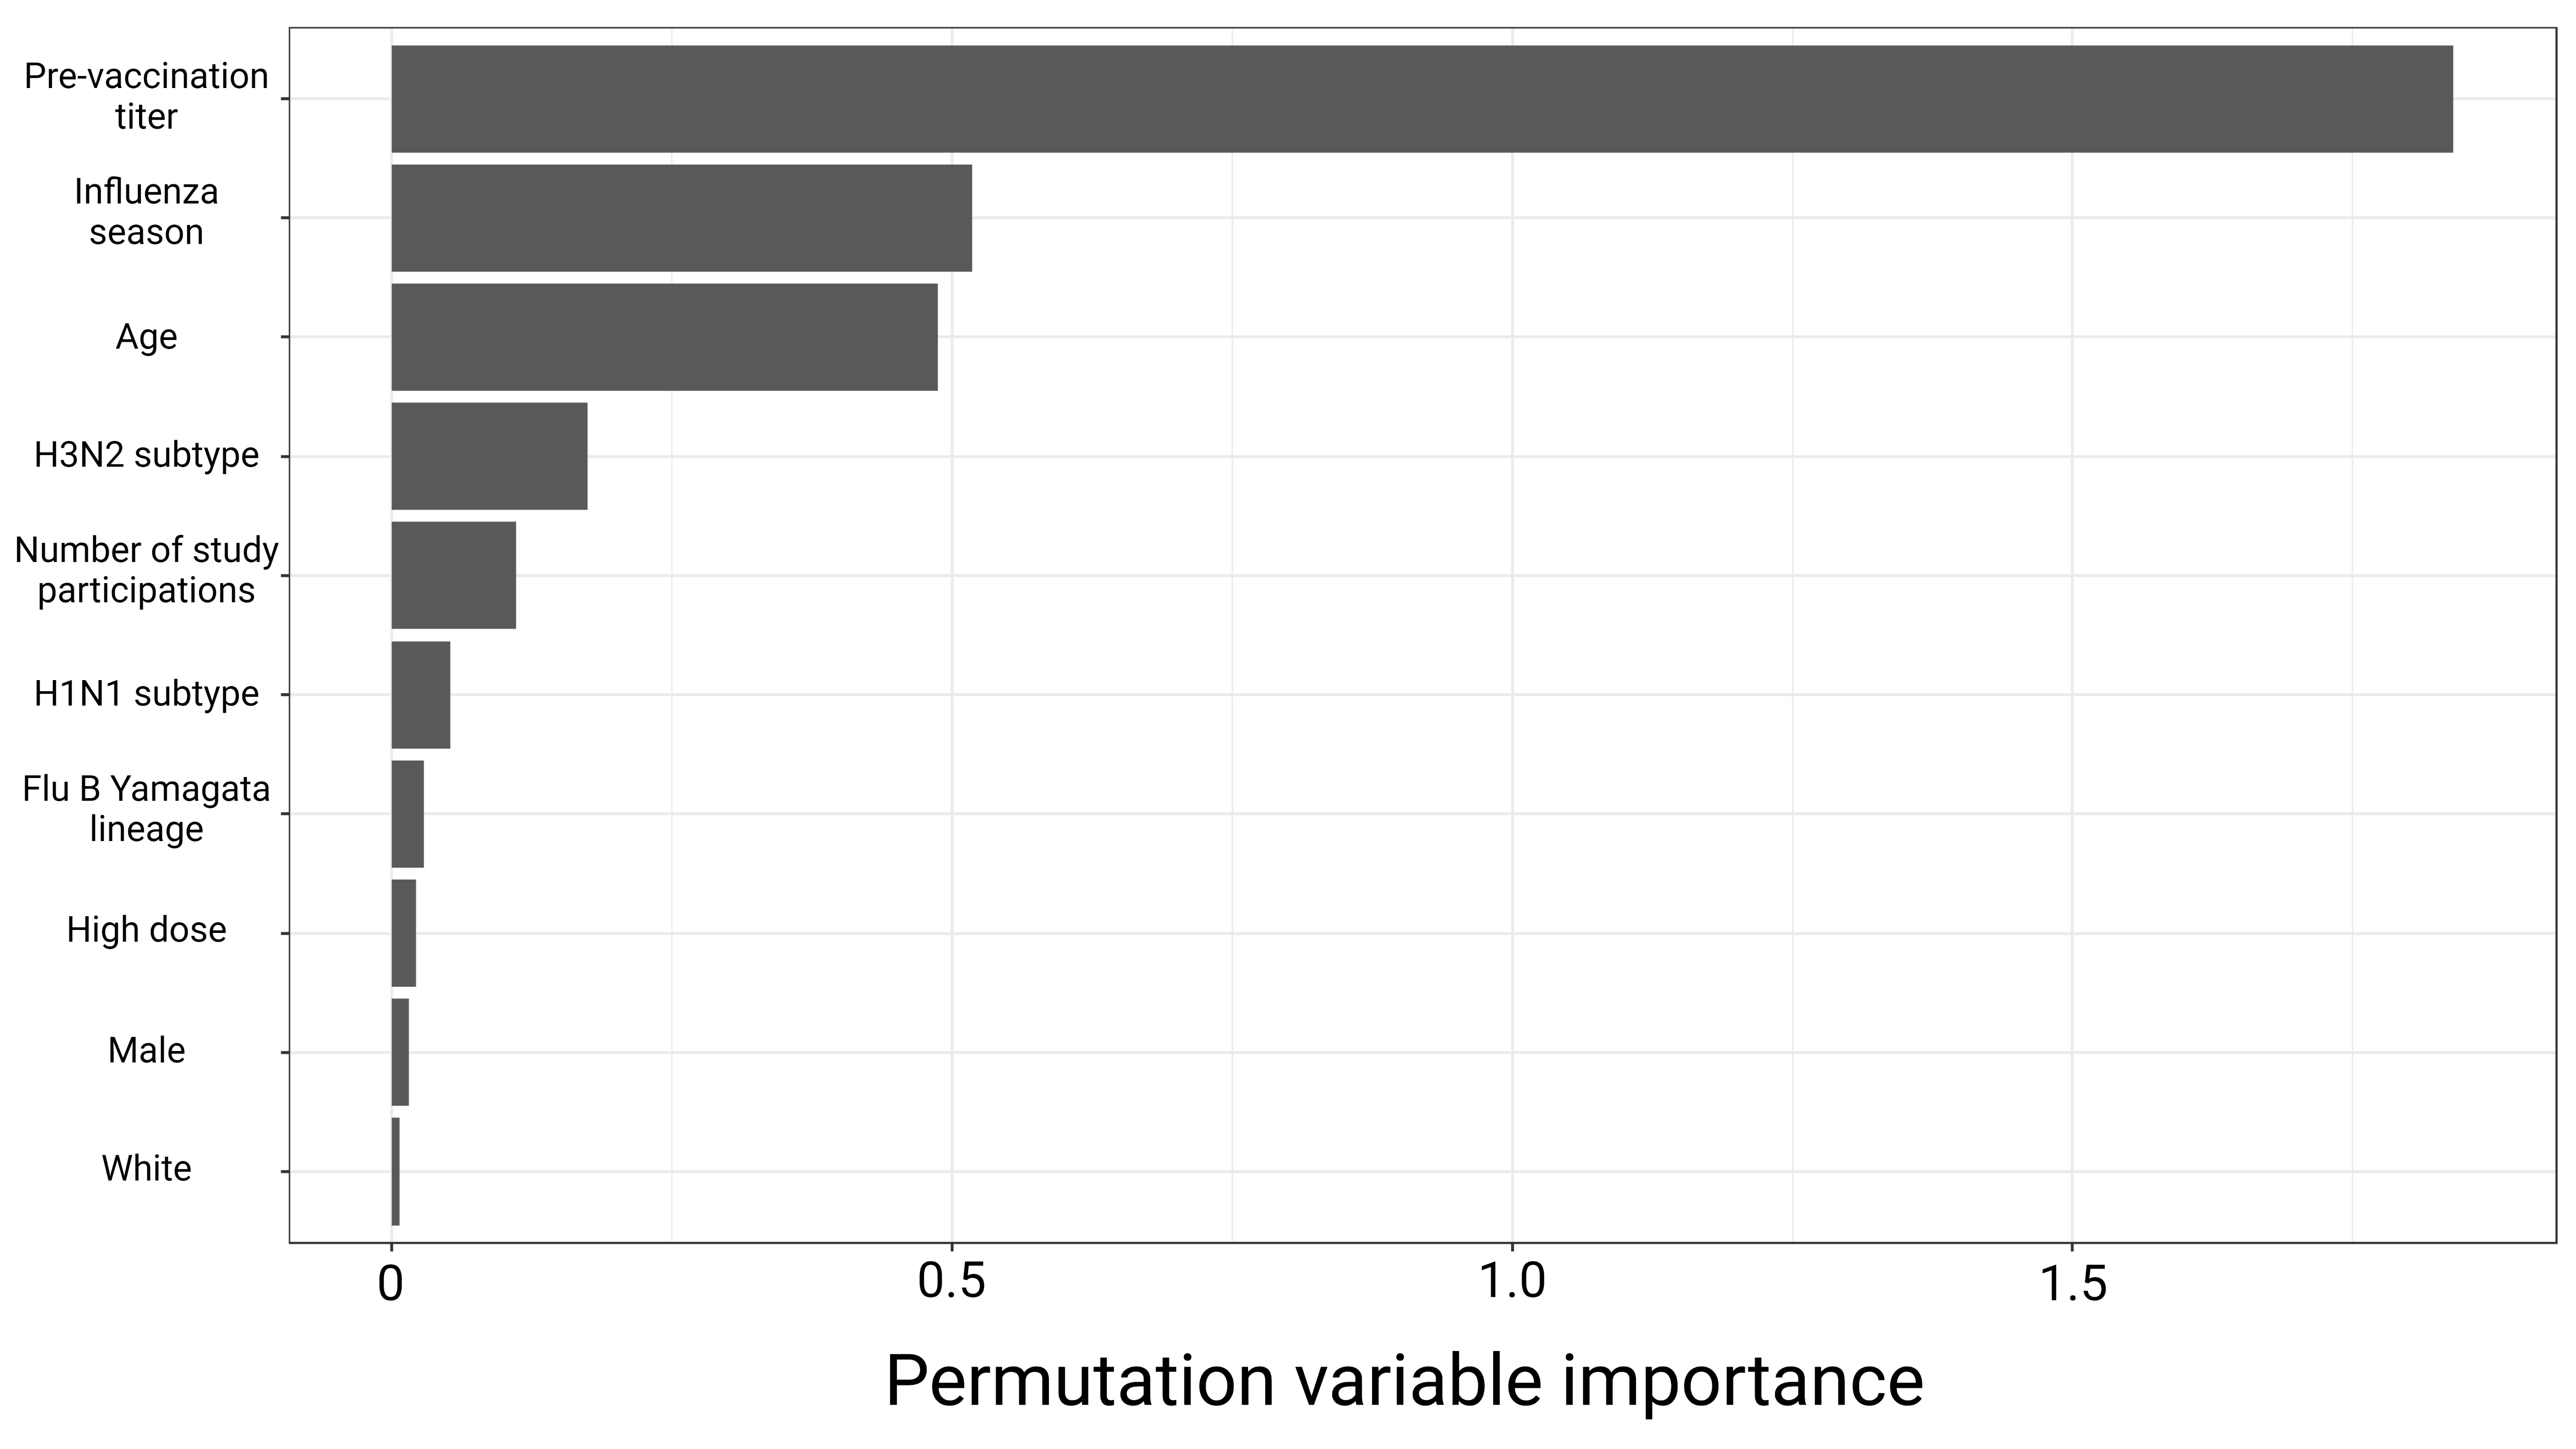 Pre-vaccination
titer
Influenza
season
Age
H3N2 subtype
Number of study
participations
H1N1 subtype
Flu B Yamagata
lineage
High dose
Male
White
0
0.5
1.0
1.5
Permutation variable importance